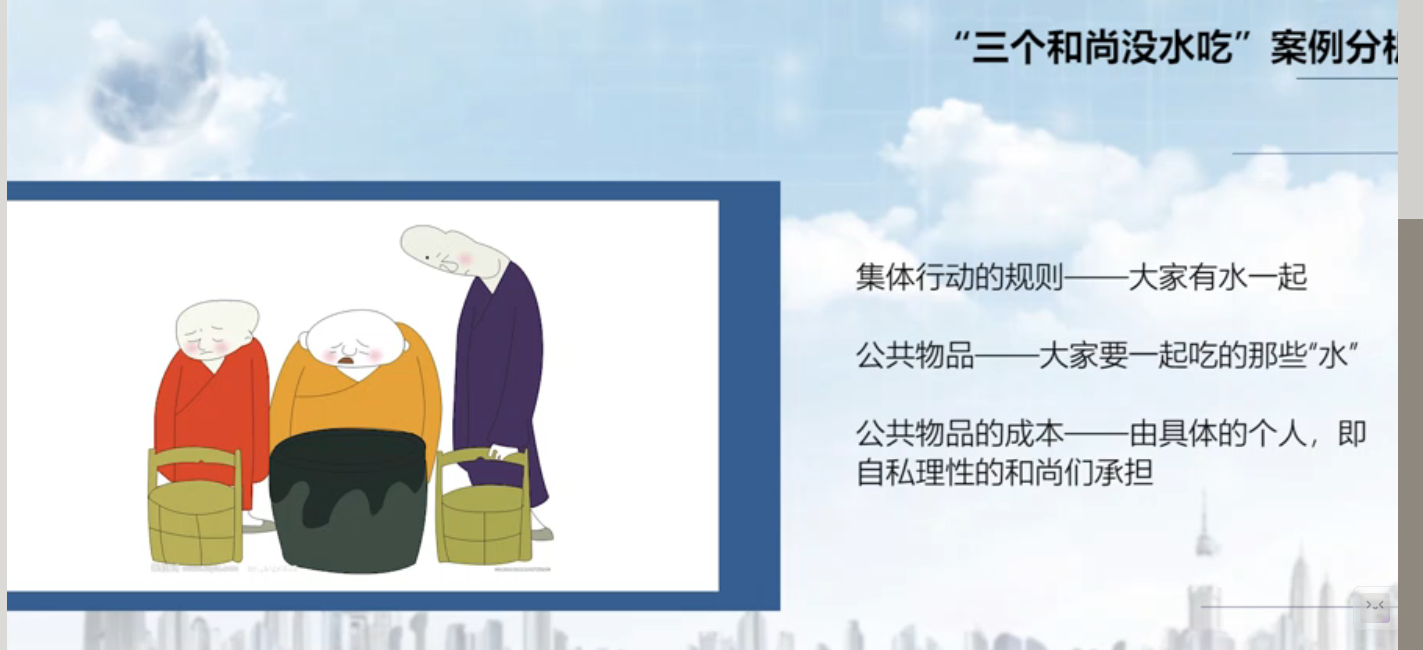 “三个和尚没水吃”案例分
集体行动的规则——大家有水一起
公共物品——大家要一起吃的那些“水”
公共物品的成本——由具体的个人，即
自私理性的和尚们承担